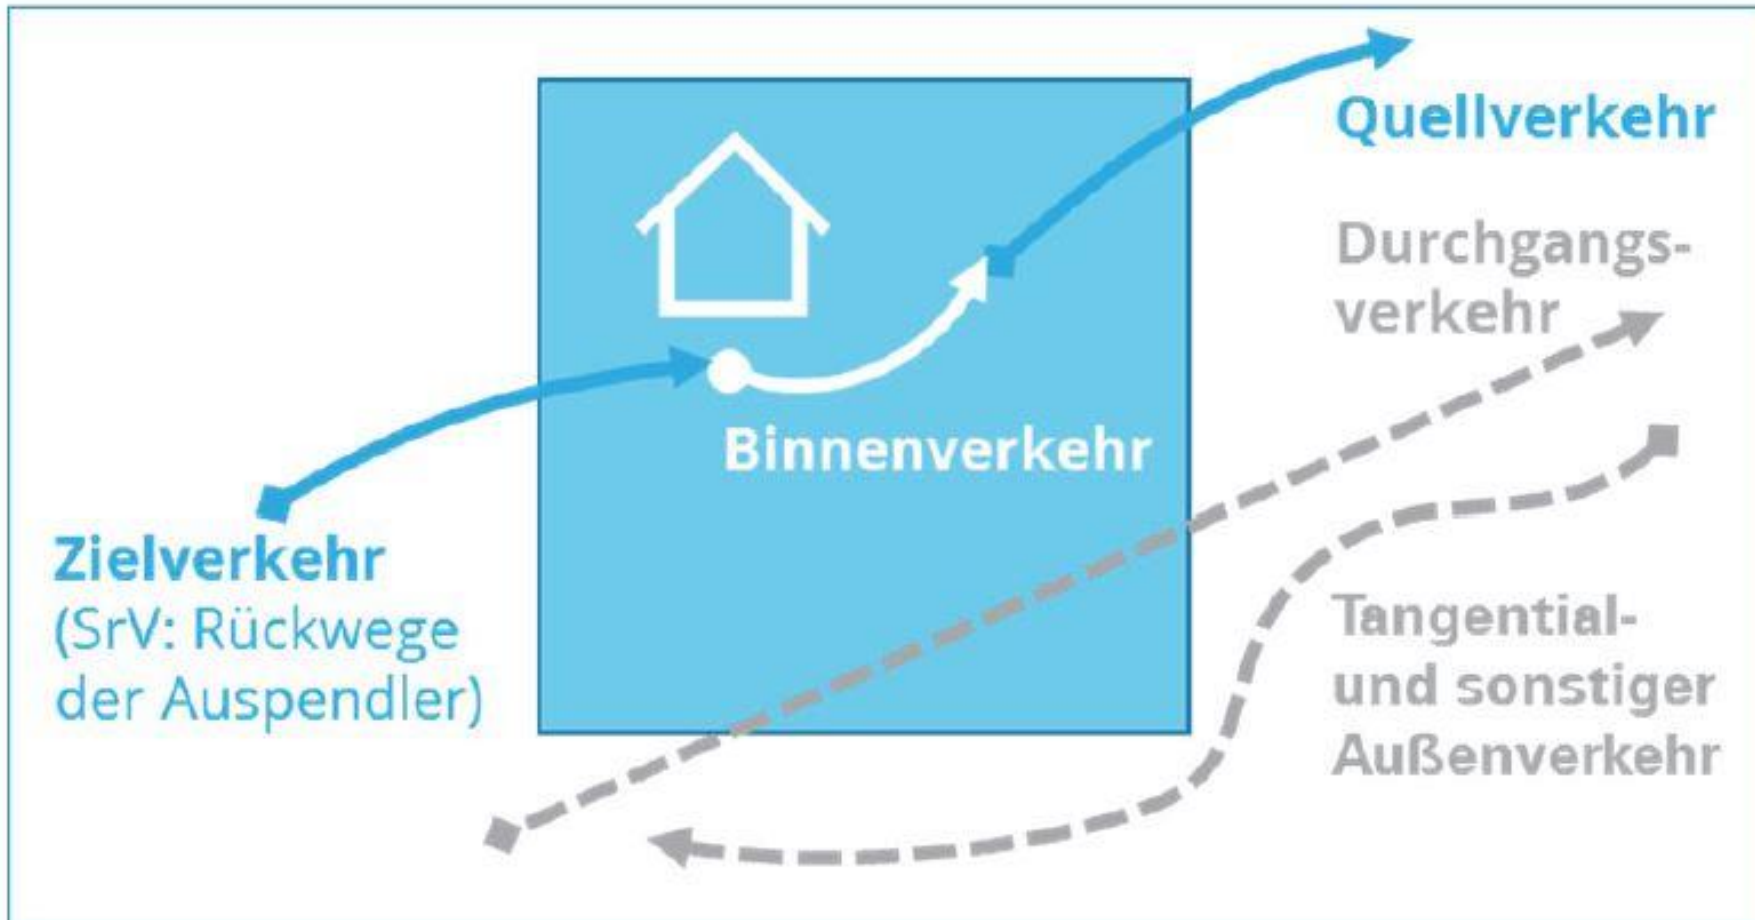 Quellverkehr
Durchgangs-
verkehr
Binnenverkehr
Zielverkehr
(SrV: Rückwege
der Auspendler)
Tangential-
und sonstiger
Außenverkehr